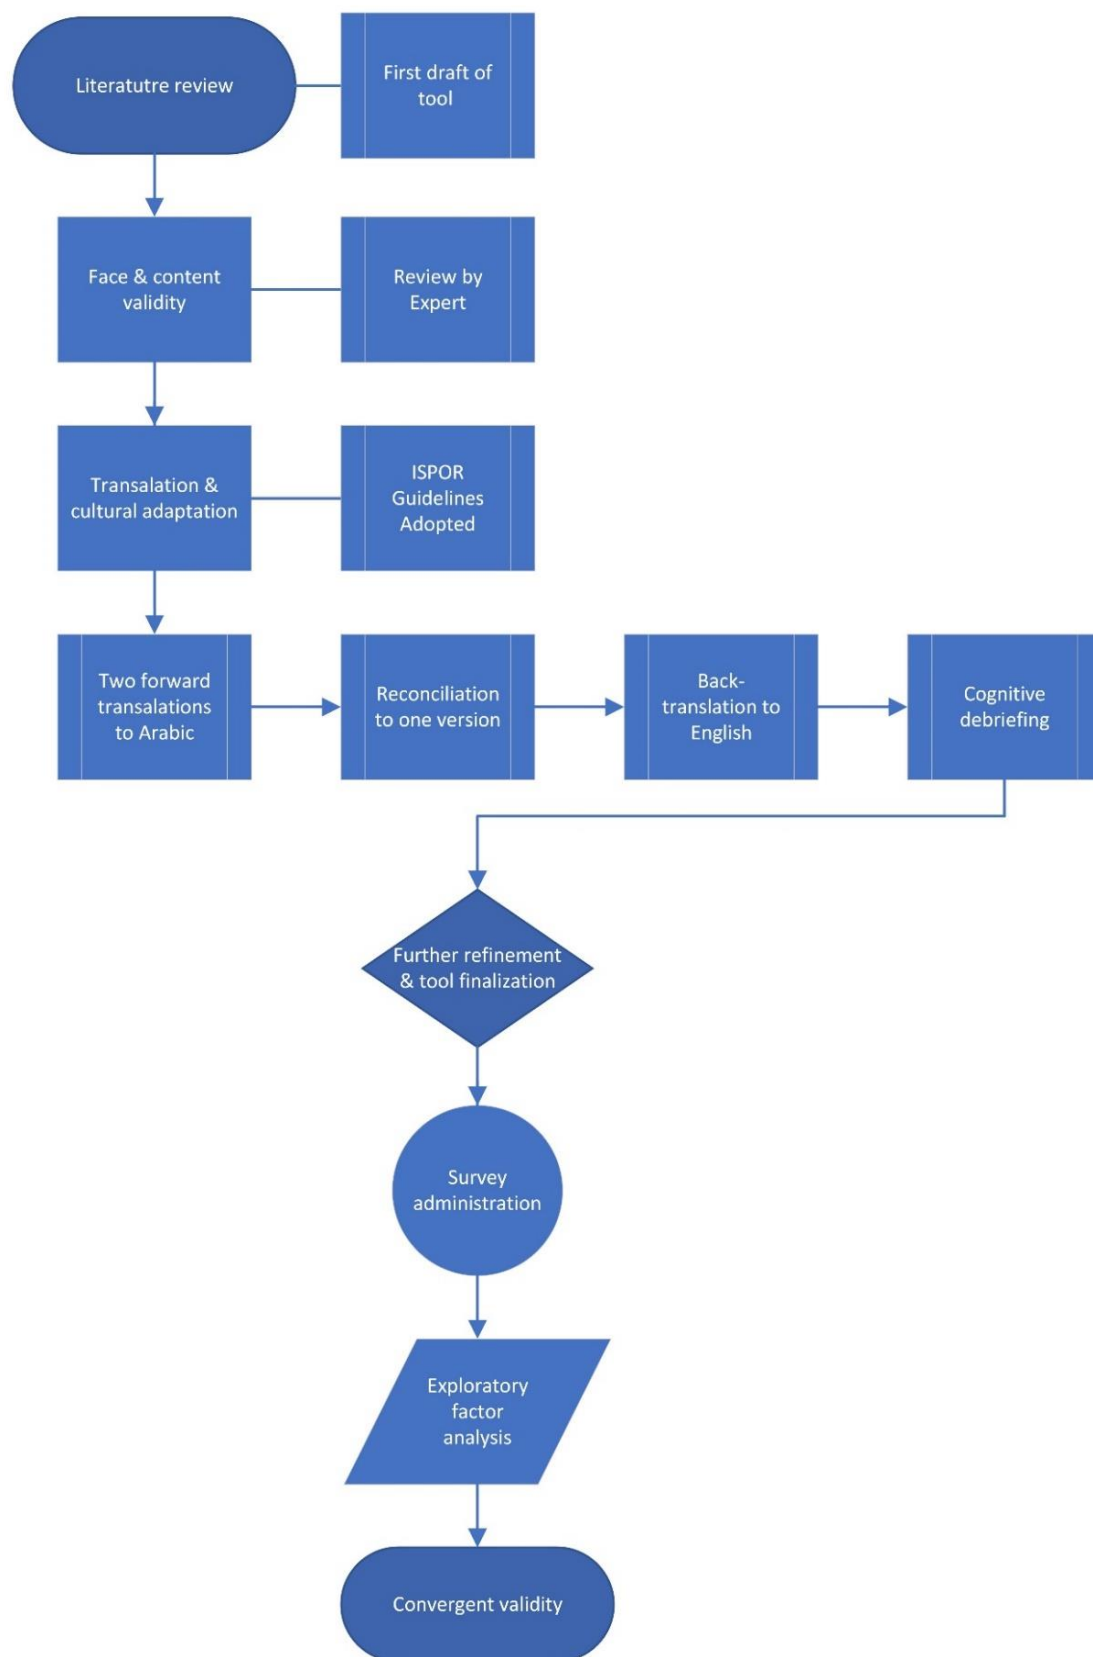 Literatutre review
First draft of
tool
Face & content
validity
Review by
Expert
Transalation &
cultural adaptation
ISPOR
Guidelines
Adopted
Two forward
transalations
to Arabic
Reconciliation
to one version
Back-
translation to
English
Cognitive
debriefing
Further refinement
& tool finalization
Survey
administration
Exploratory
factor
analysis
Convergent validity